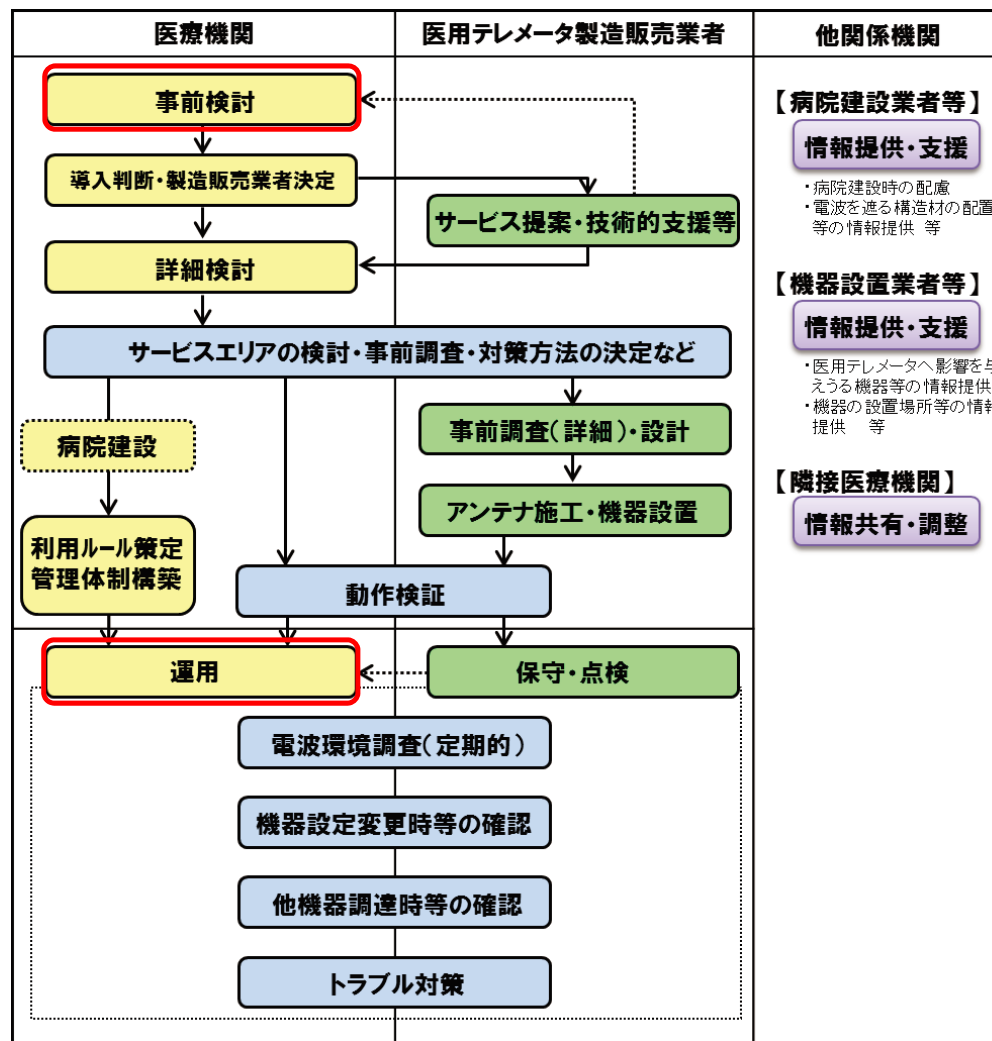 医療機関
医用テレメータ製造販売業者
他関係機関
事前検討
導入判断・製造販売業者決定
サービス提案・技術的支援等
詳細検討
サービスエリアの検討・事前調査・対策方法の決定など
事前調査(詳細)・設計
病院建設
アンテナ施工・機器設置
利用ルール策定
管理体制構築
動作検証
運用
保守・点検
電波環境調査(定期的)
機器設定変更時等の確認
他機器調達時等の確認
トラブル対策
【病院建設業者等】
情報提供・支援
・病院建設時の配慮
・電波を遮る構造材の配置
等の情報提供 等
【機器設置業者等】
情報提供・支援
・医用テレメータへ影響を与
えうる機器等の情報提供
・機器の設置場所等の情報
提供 等
【隣接医療機関】
情報共有・調整